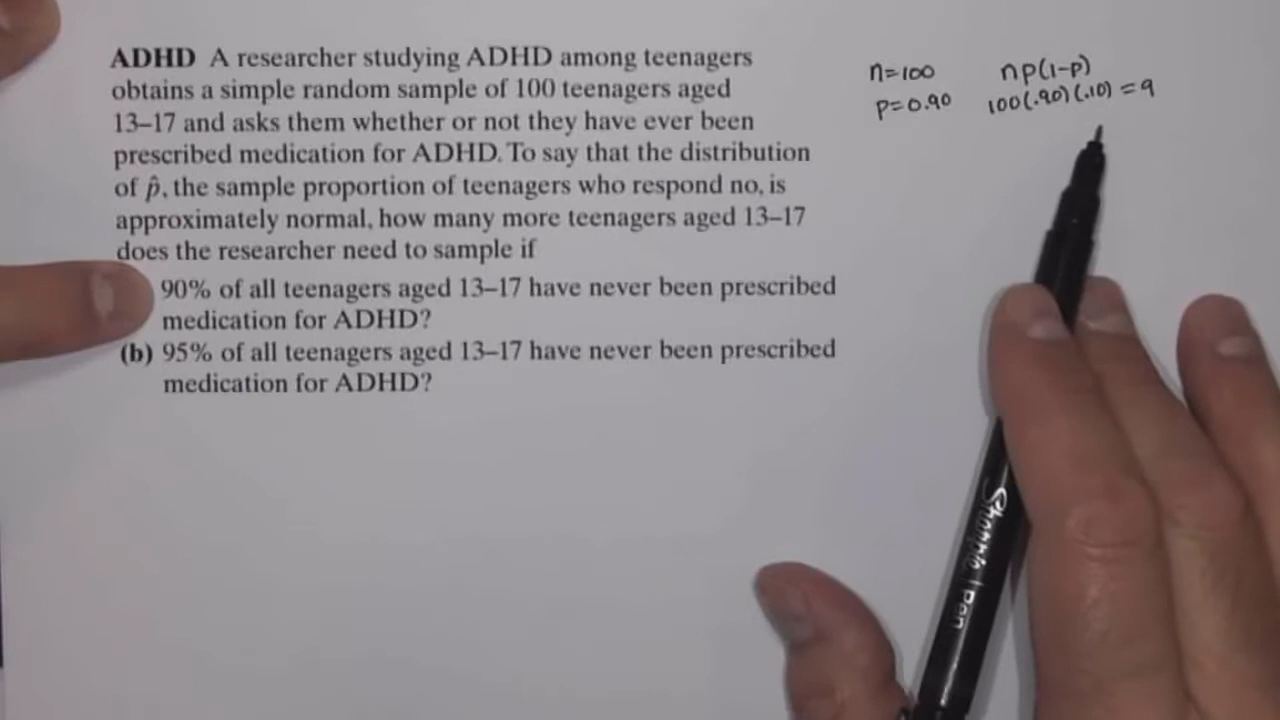 ADHD A researcher studying ADHD among teenagers
obtains a simple random sample of 100 teenagers aged
13–17 and asks them whether or not they have ever been
prescribed medication for ADHD. To say that the distribution
of p̂, the sample proportion of teenagers who respond no, is
approximately normal, how many more teenagers aged 13–17
does the researcher need to sample if
90% of all teenagers aged 13–17 have never been prescribed
medication for ADHD?
(b) 95% of all teenagers aged 13–17 have never been prescribed
medication for ADHD?
n=100
p=0.90
np(1-p)
100(.90)(.10) = 9
Sharpie | Pen